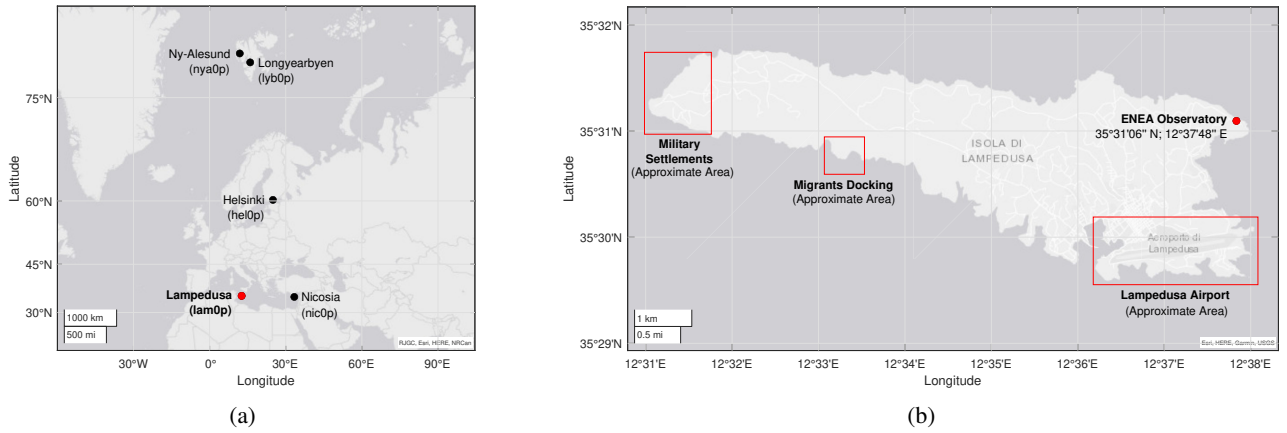 Ny-Alesund
(nya0p)
Longyearbyen
(lyb0p)
75°N
Helsinki
(hel0p)
60°N
45°N
Lampedusa
(lam0p)
Nicosia
(nic0p)
30°N
1000 km
500 mi
RJGC, Esri, HERE, NRCan
30°W
0°
30°E
60°E
90°E
Latitude
Longitude
(a)
35°32'N
ENEA Observatory
35°31'06" N; 12°37'48" E
35°31'N
Military
Settlements
(Approximate Area)
ISOLA DI
LAMPEDUSA
Migrants Docking
(Approximate Area)
35°30'N
Aeroporto di
Lampedusa
Lampedusa Airport
(Approximate Area)
1 km
0.5 mi
35°29'N
Esri, HERE, Garmin, USGS
12°31'E
12°32'E
12°33'E
12°34'E
12°35'E
12°36'E
12°37'E
12°38'E
Latitude
Longitude
(b)